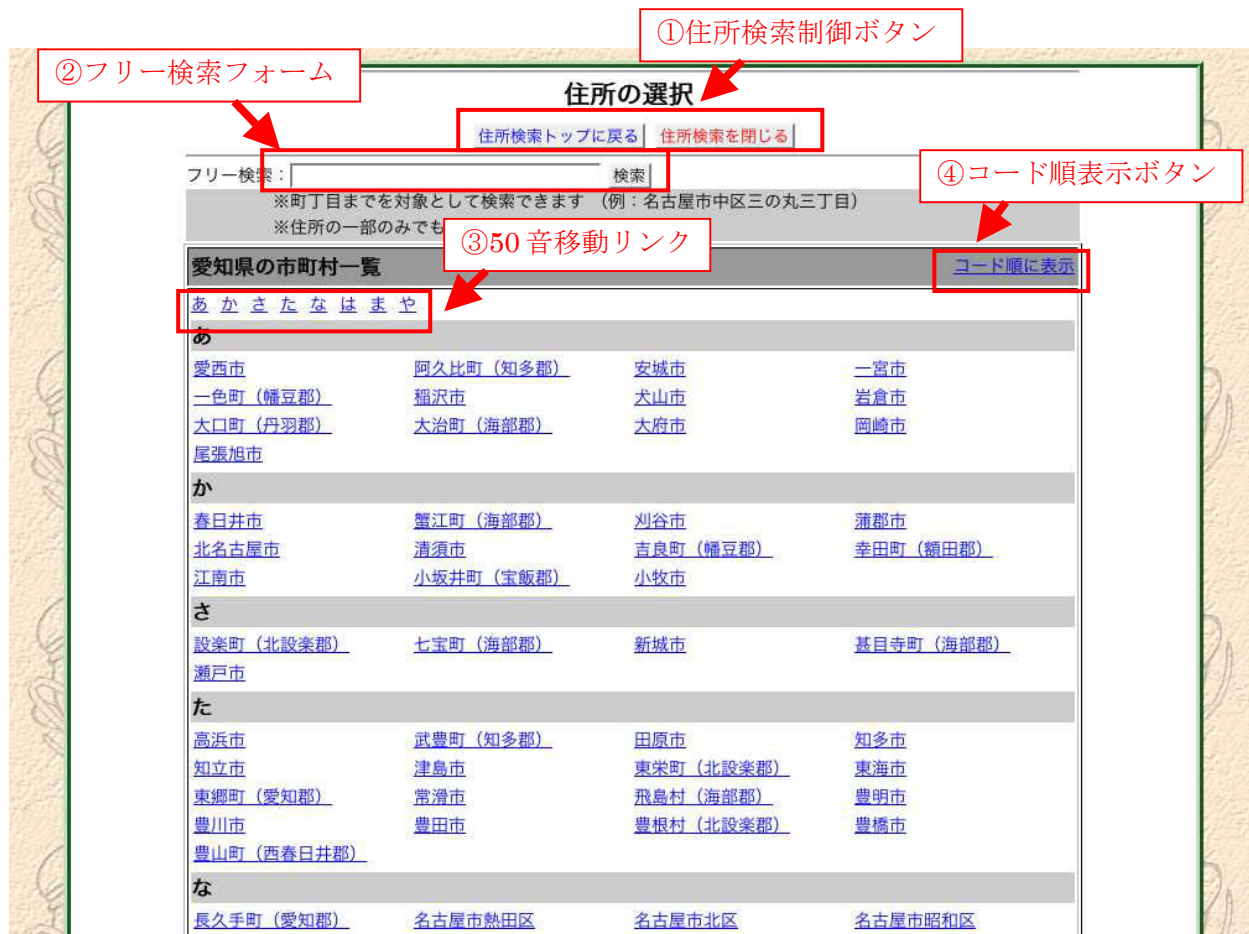 ①住所検索制御ボタン
②フリー検索フォーム
住所の選択
住所検索トップに戻る 住所検索を閉じる
フリー検索： 検索
④コード順表示ボタン
※町丁目までを対象として検索できます （例：名古屋市中区三の丸三丁目）
※住所の一部のみでも
③50 音移動リンク
愛知県の市町村一覧 コード順に表示
あ か さ た な は ま や
あ
愛西市 阿久比町（知多郡） 安城市 一宮市
一色町（幡豆郡） 稲沢市 犬山市 岩倉市
大口町（丹羽郡） 大治町（海部郡） 大府市 岡崎市
尾張旭市
か
春日井市 蟹江町（海部郡） 刈谷市 蒲郡市
北名古屋市 清須市 吉良町（幡豆郡） 幸田町（額田郡）
江南市 小坂井町（宝飯郡） 小牧市
さ
設楽町（北設楽郡） 七宝町（海部郡） 新城市 甚目寺町（海部郡）
瀬戸市
た
高浜市 武豊町（知多郡） 田原市 知多市
知立市 津島市 東栄町（北設楽郡） 東海市
東郷町（愛知郡） 常滑市 飛島村（海部郡） 豊明市
豊川市 豊田市 豊根村（北設楽郡） 豊橋市
豊山町（西春日井郡）
な
長久手町（愛知郡） 名古屋市熱田区 名古屋市北区 名古屋市昭和区